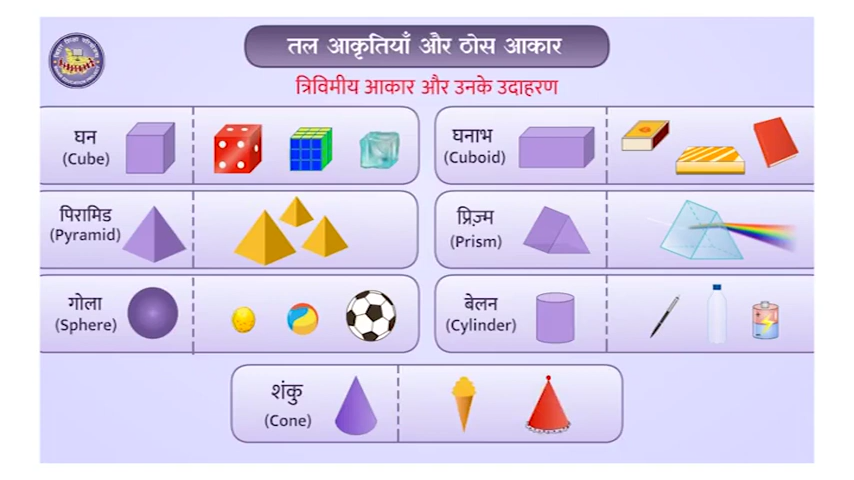 तल आकृतियाँ और ठोस आकार
त्रिविमीय आकार और उनके उदाहरण
घन
(Cube)
घनाभ
(Cuboid)
पिरामिड
(Pyramid)
प्रिज़्म
(Prism)
गोला
(Sphere)
बेलन
(Cylinder)
शंकु
(Cone)